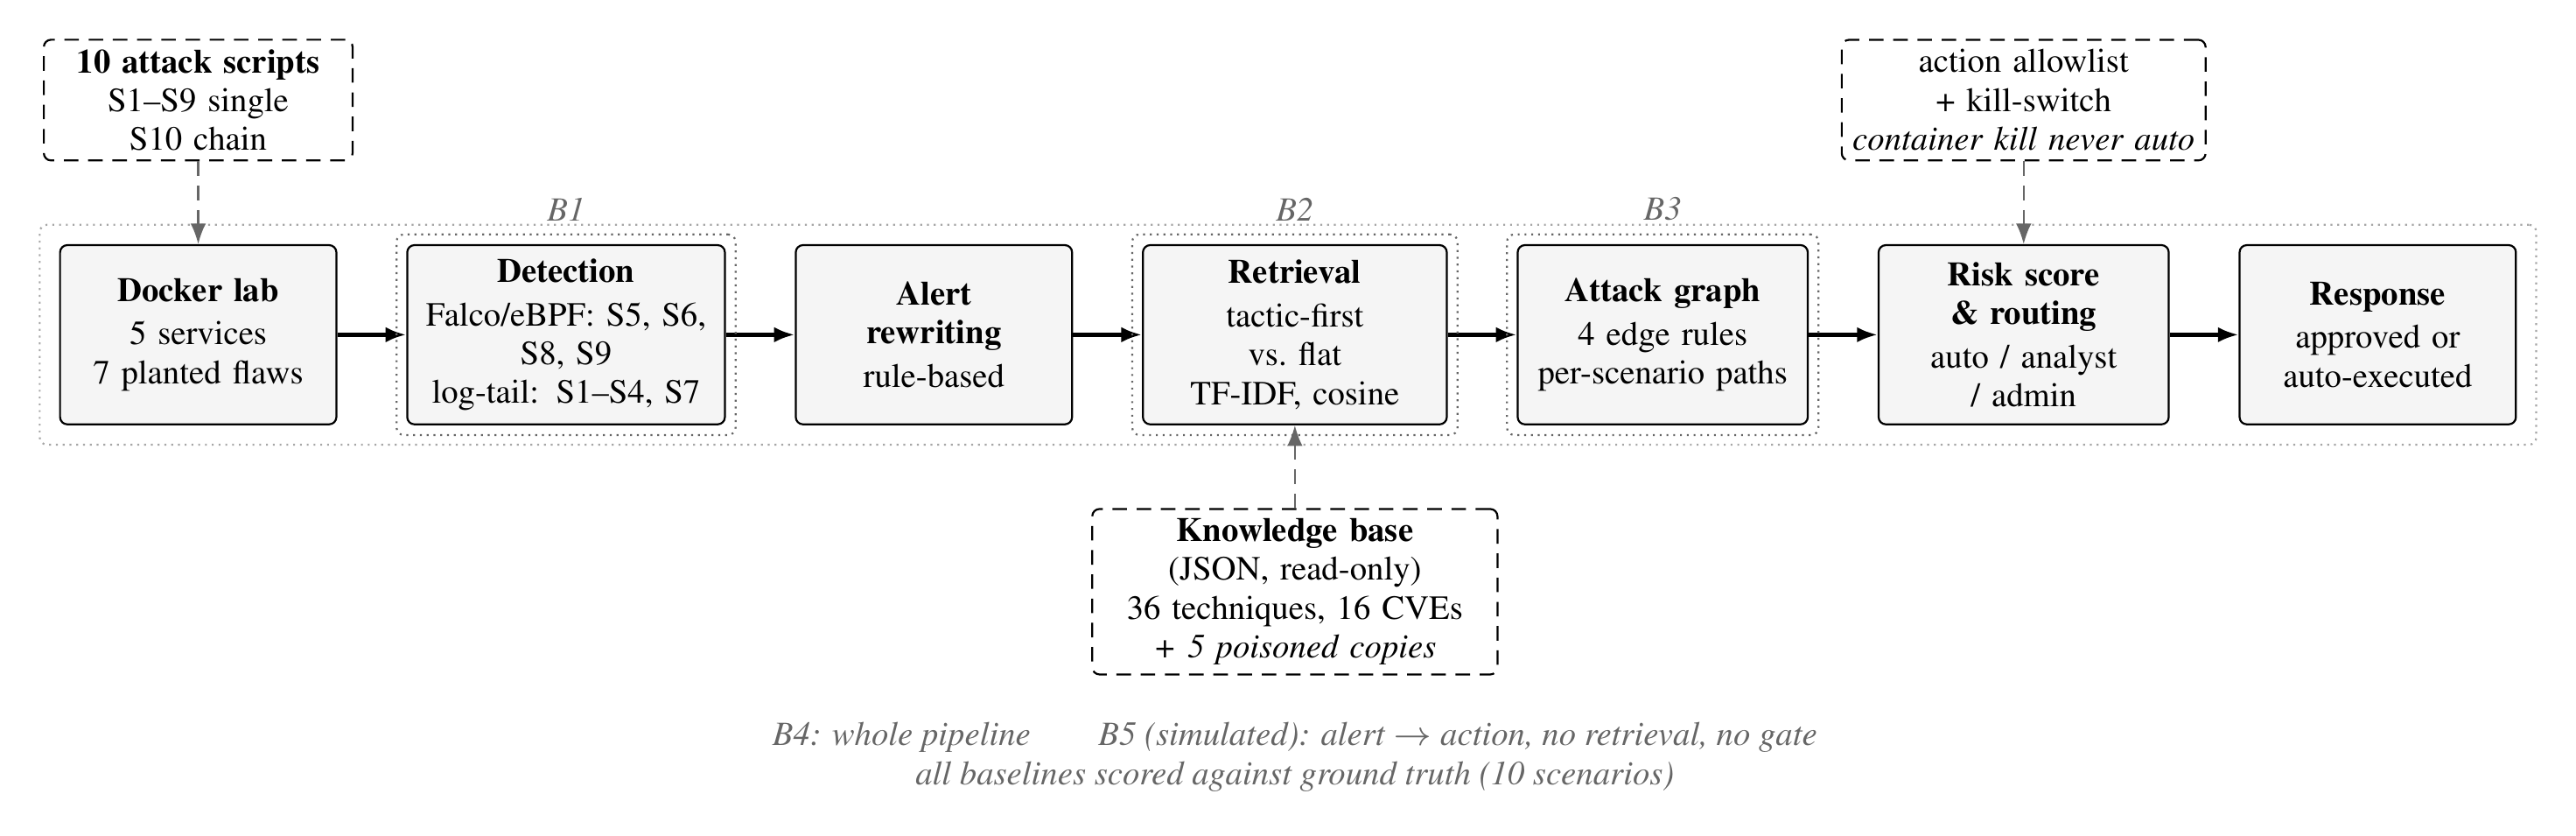 10 attack scripts
S1–S9 single
S10 chain
action allowlist
+ kill-switch
container kill never auto
B1
B2
B3
Docker lab
5 services
7 planted flaws
Detection
Falco/eBPF: S5, S6,
S8, S9
log-tail: S1–S4, S7
Alert
rewriting
rule-based
Retrieval
tactic-first
vs. flat
TF-IDF, cosine
Attack graph
4 edge rules
per-scenario paths
Risk score
& routing
auto / analyst
/ admin
Response
approved or
auto-executed
Knowledge base
(JSON, read-only)
36 techniques, 16 CVEs
+ 5 poisoned copies
B4: whole pipeline B5 (simulated): alert → action, no retrieval, no gate
all baselines scored against ground truth (10 scenarios)